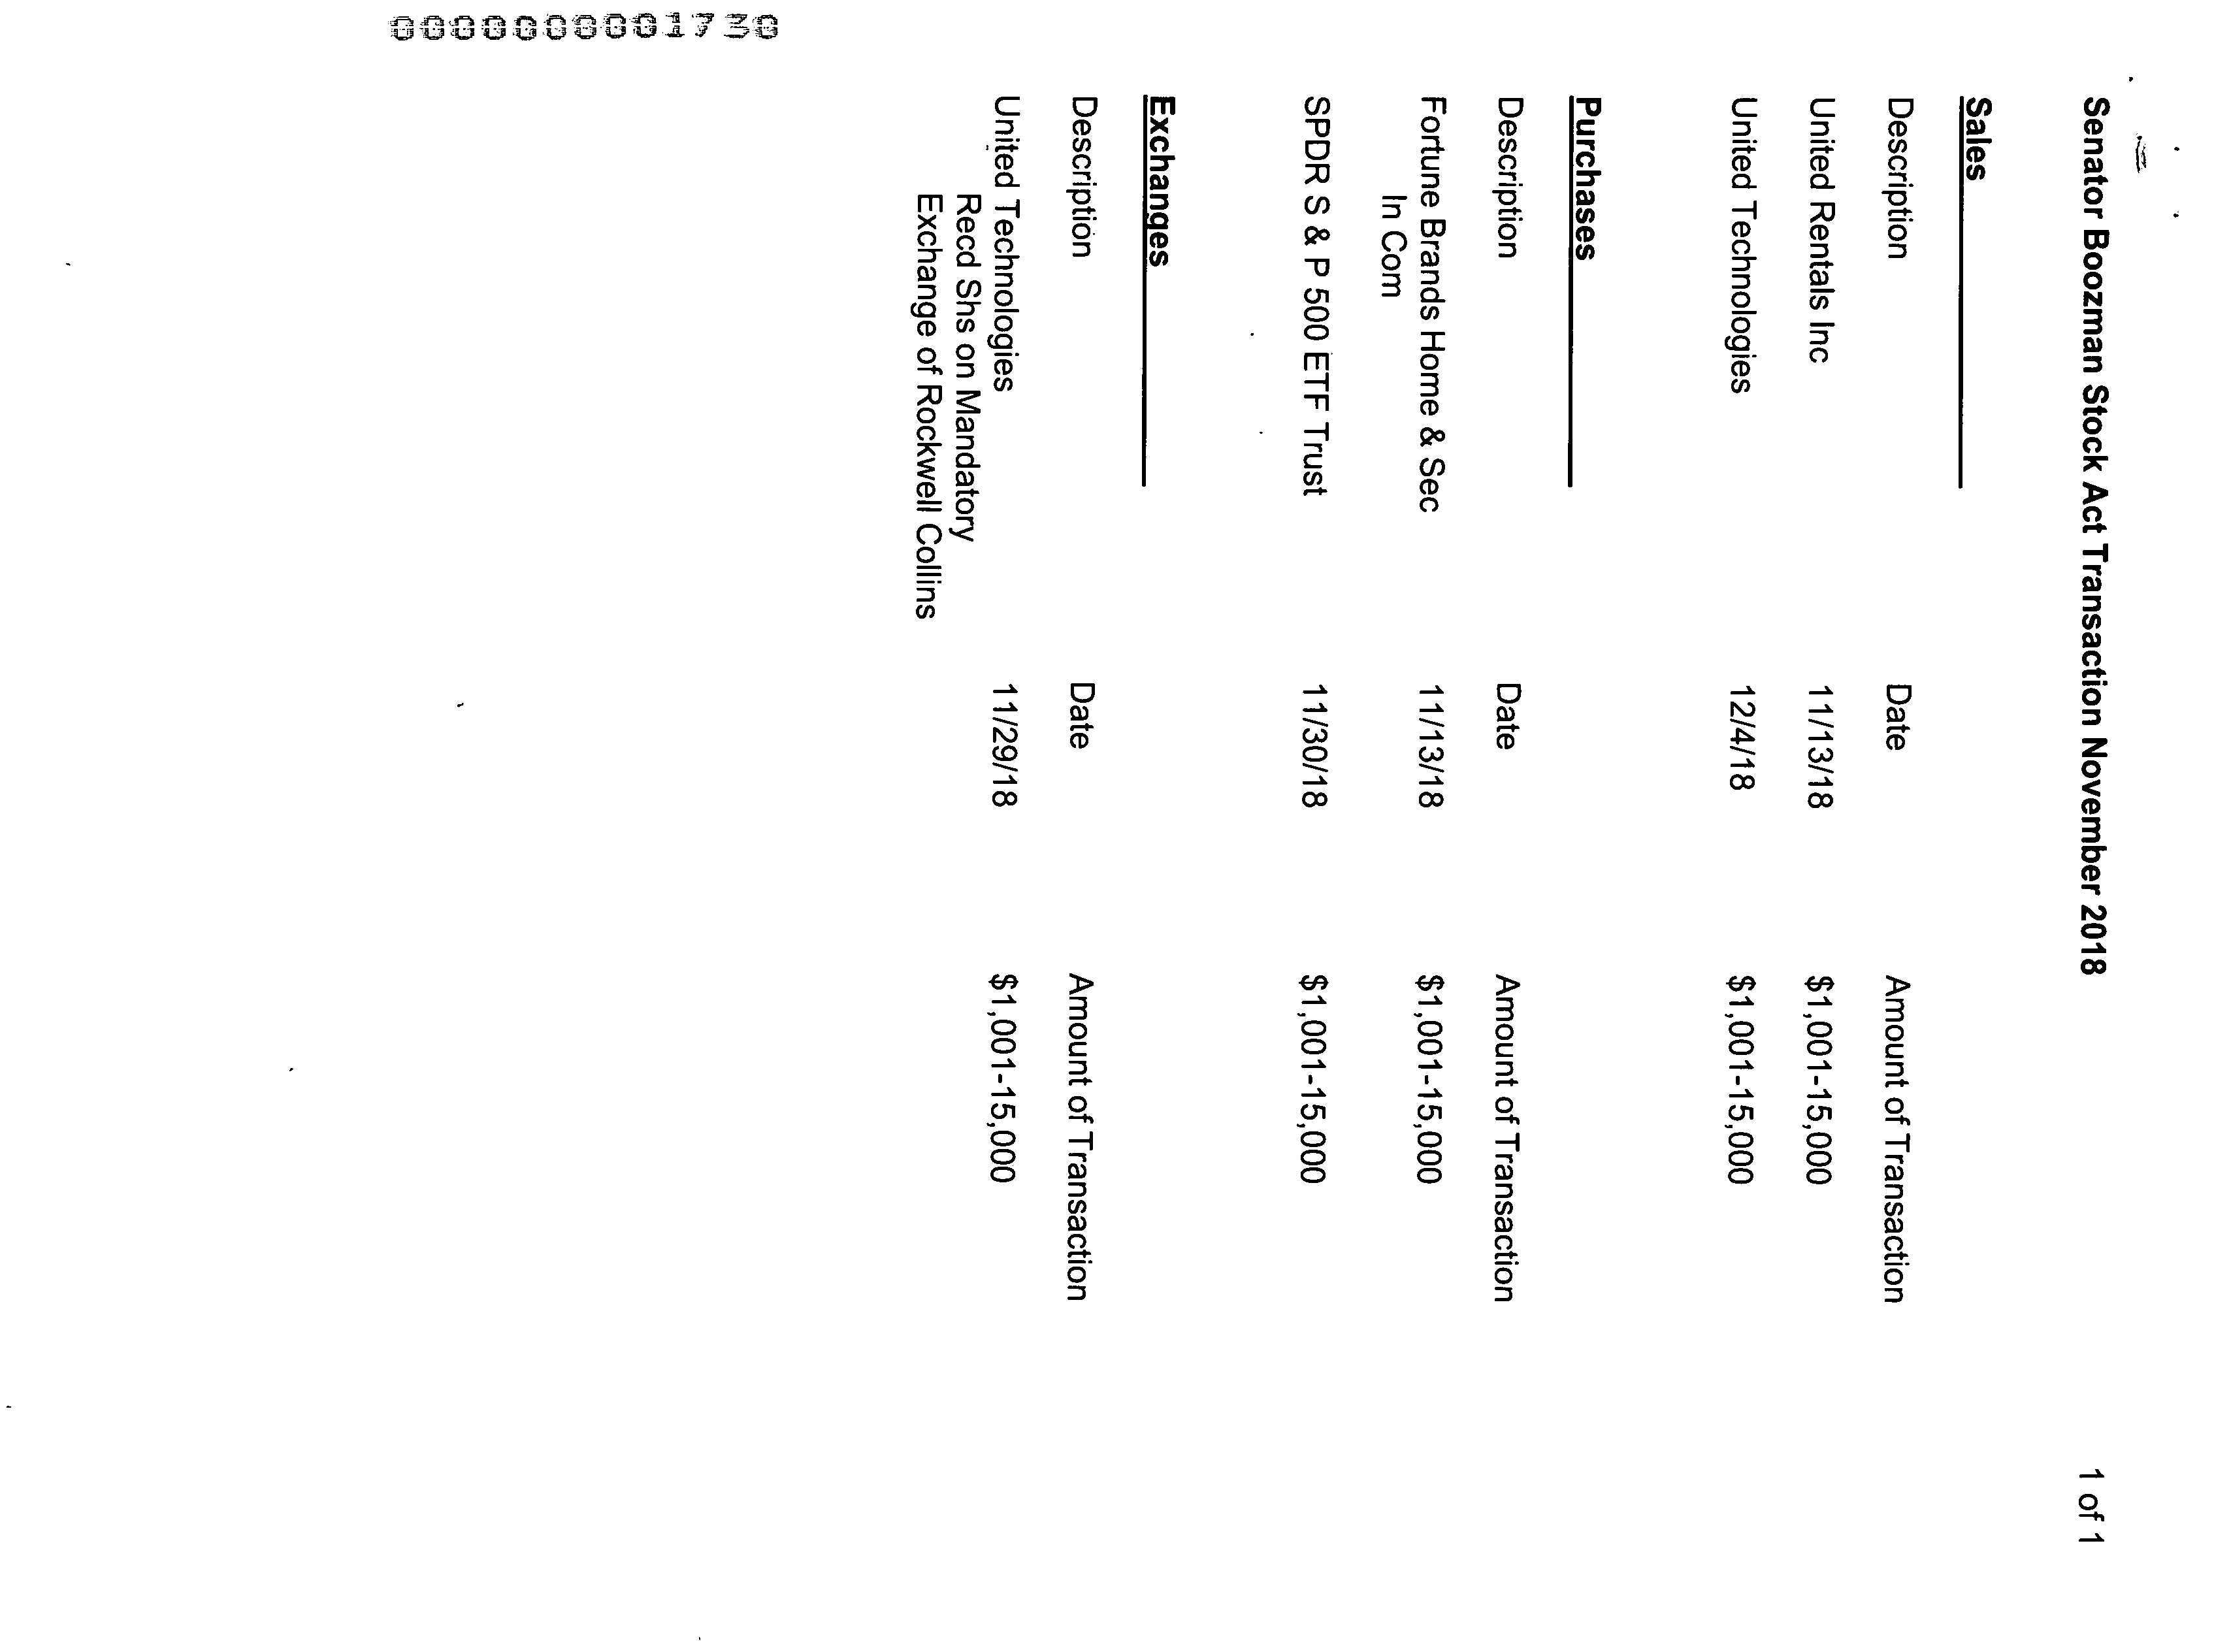 Senator Boozman Stock Act Transaction November 2018 1 of 1
Sales
Description Date Amount of Transaction
United Rentals Inc 11/13/18 $1,001-15,000
United Technologies 12/4/18 $1,001-15,000
Purchases
Description Date Amount of Transaction
Fortune Brands Home & Sec 11/13/18 $1,001-15,000
In Com
SPDR S & P 500 ETF Trust 11/30/18 $1,001-15,000
Exchanges
Description Date Amount of Transaction
United Technologies 11/29/18 $1,001-15,000
Recd Shs on Mandatory
Exchange of Rockwell Collins
0000000001730